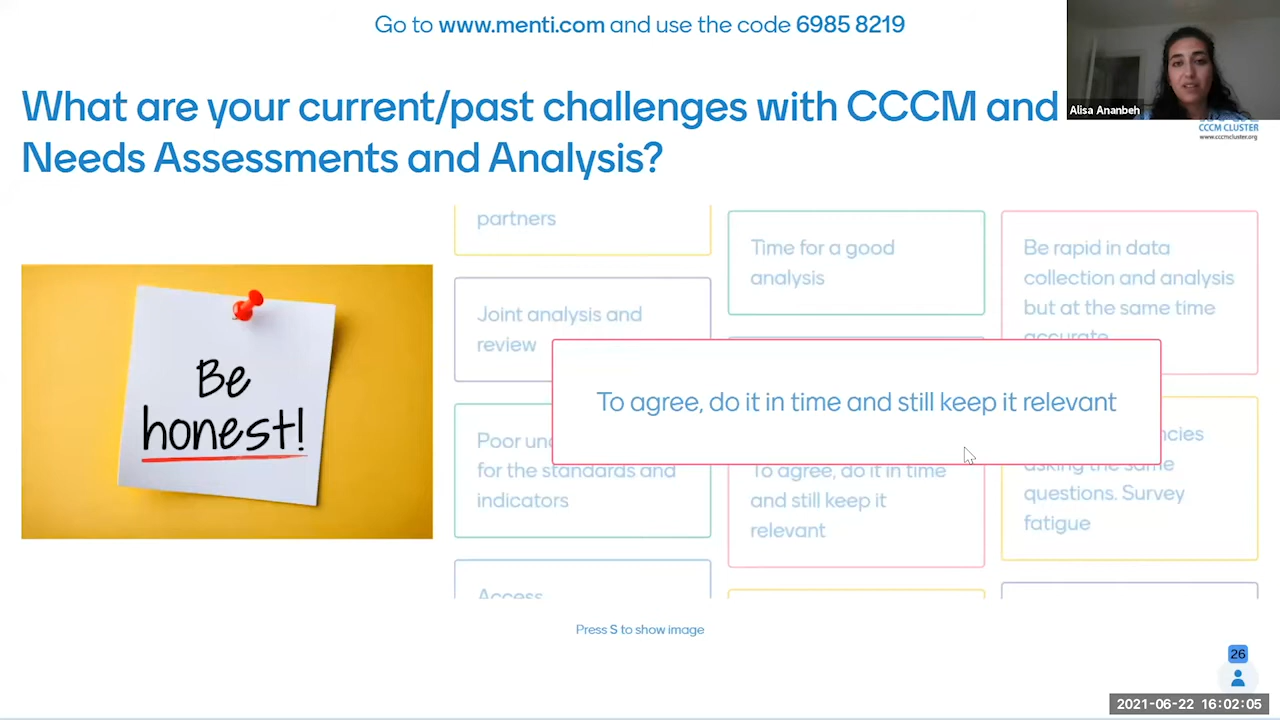 Go to www.menti.com and use the code 6985 8219
Alisa Ananbeh
CCCM CLUSTER
www.cccmcluster.org
What are your current/past challenges with CCCM and
Needs Assessments and Analysis?
Be
honest!
partners
Joint analysis and
review
Poor
for the standards and
indicators
Access
Time for a good
analysis
To agree, do it in time
and still keep it
relevant
Be rapid in data
collection and analysis
but at the same time
accurate
asking the same
questions. Survey
fatigue
To agree, do it in time and still keep it relevant
Press S to show image
26
2021-06-22 16:02:05